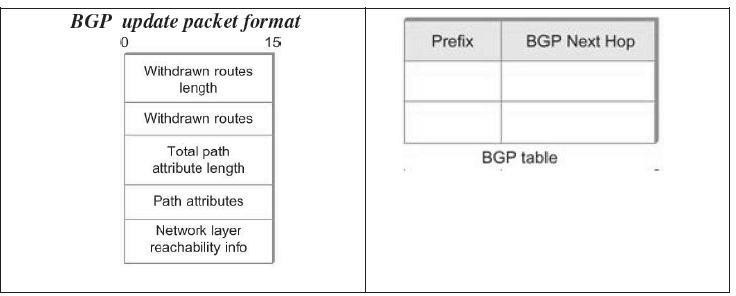 BGP update packet format
0 15
Withdrawn routes
length
Withdrawn routes
Total path
attribute length
Path attributes
Network layer
reachability info
Prefix BGP Next Hop
BGP table